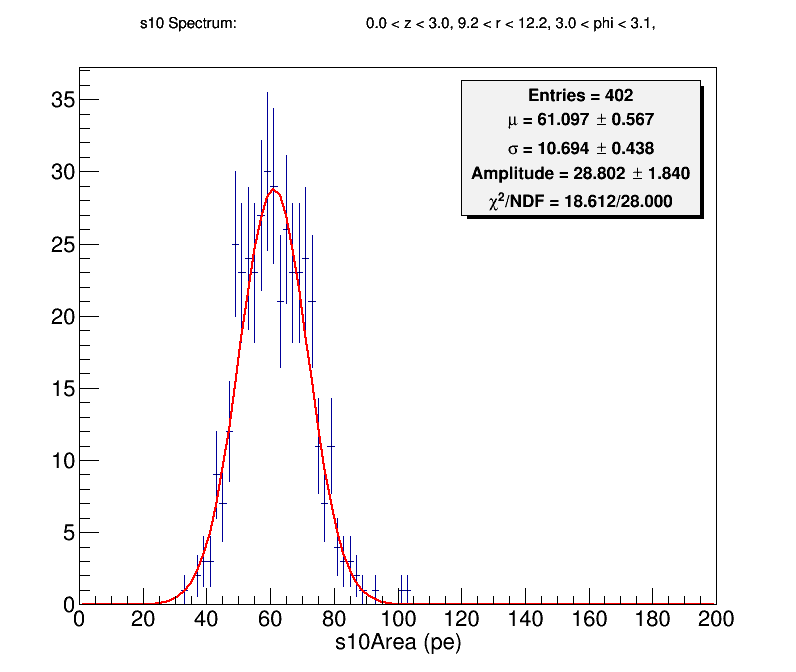 s10 Spectrum: 0.0 < z < 3.0, 9.2 < r < 12.2, 3.0 < phi < 3.1,
Entries = 402
μ = 61.097 ± 0.567
σ = 10.694 ± 0.438
Amplitude = 28.802 ± 1.840
χ²/NDF = 18.612/28.000
35
30
25
20
15
10
5
0
0 20 40 60 80 100 120 140 160 180 200
s10Area (pe)